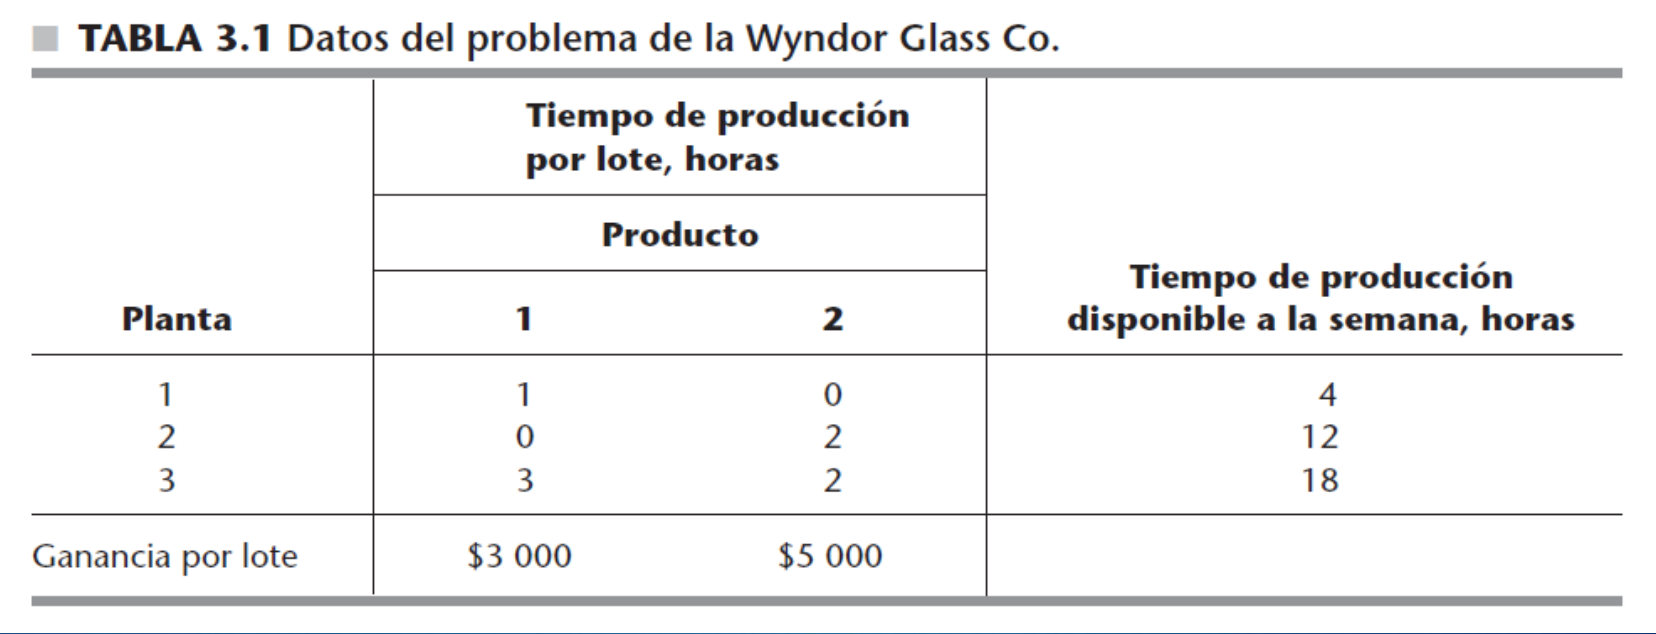 TABLA 3.1 Datos del problema de la Wyndor Glass Co.
Tiempo de producción
por lote, horas
Producto
Tiempo de producción
Planta 1 2 disponible a la semana, horas
1 1 0 4
2 0 2 12
3 3 2 18
Ganancia por lote $3 000 $5 000